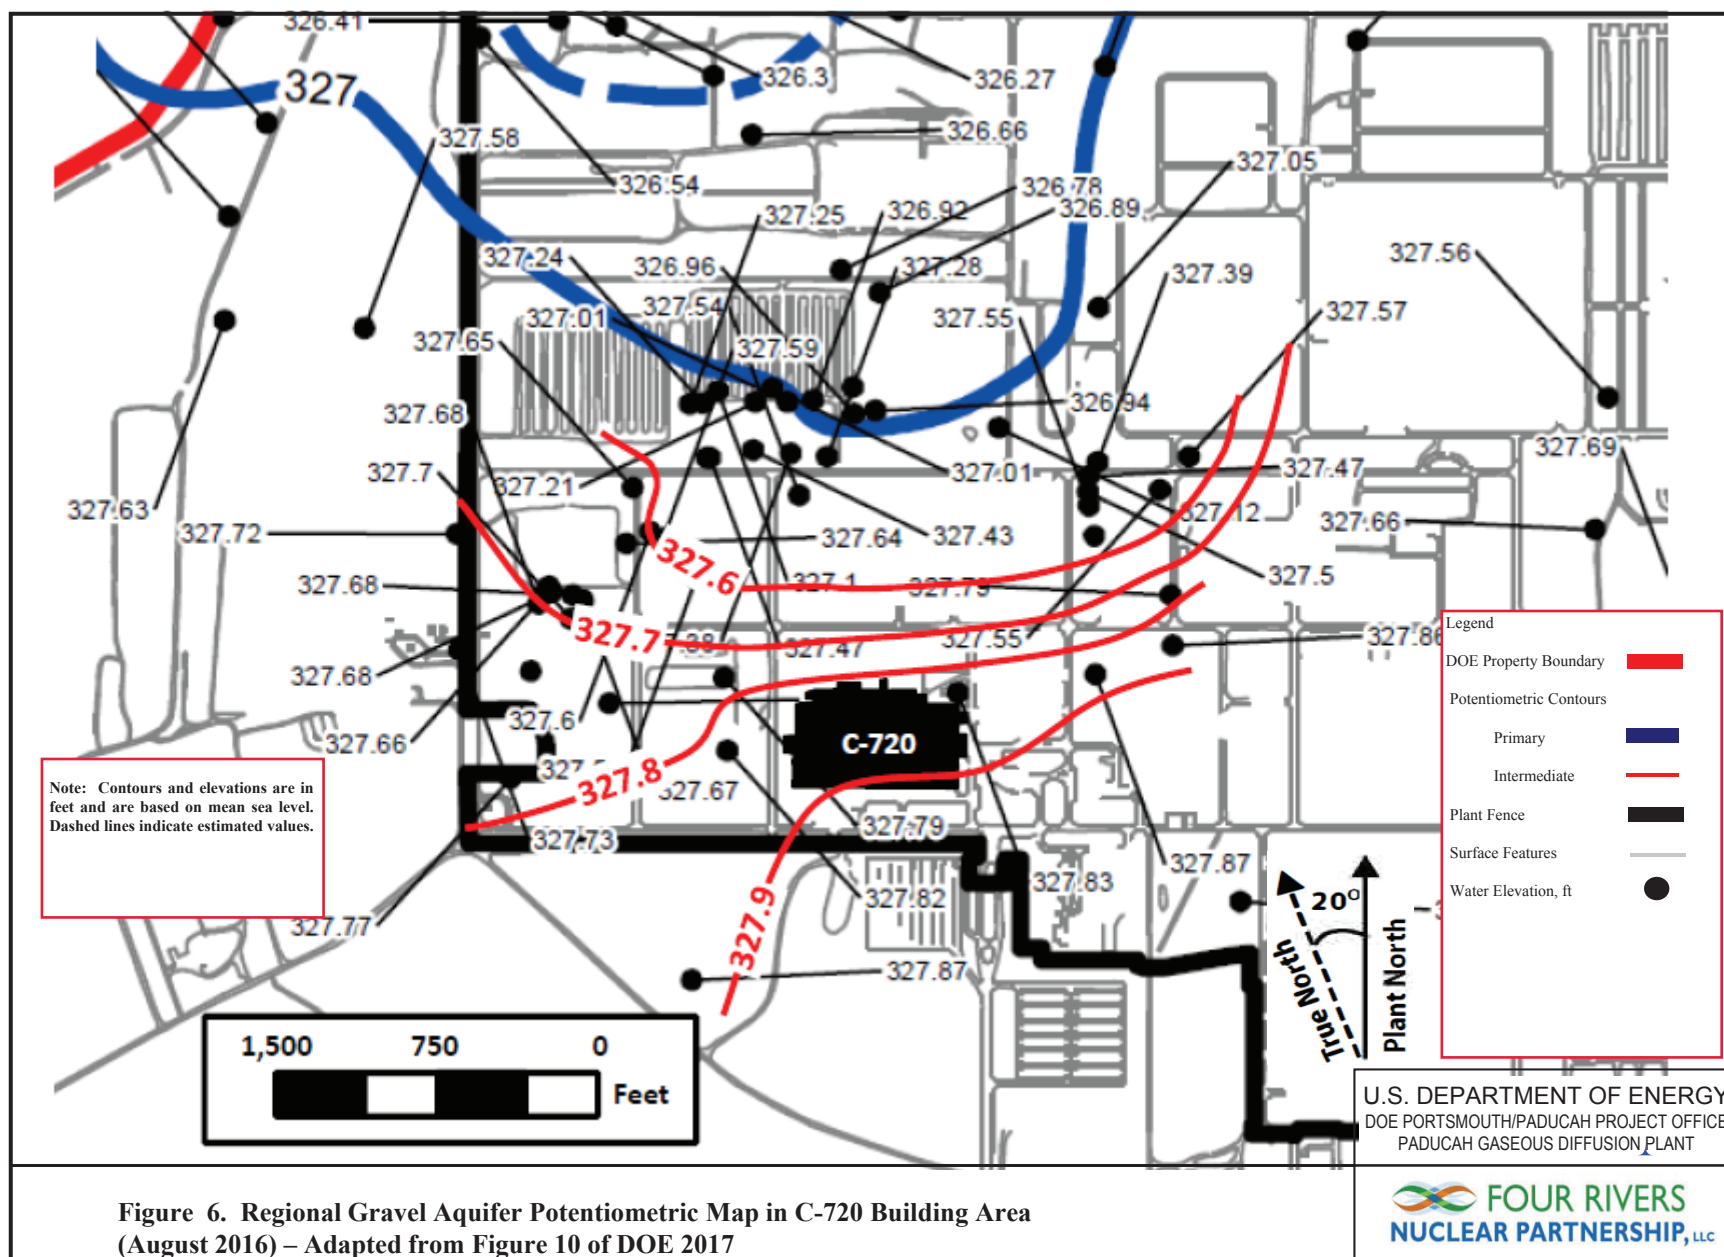 326.41
327
326.3
326.27
327.58
326.66
327.05
326.54
326.78
327.25
326.92
326.89
327.24
326.96
327.28
327.39
327.56
327.54
327.01
327.55
327.57
327.65
327.59
327.68
326.94
327.7
327.21
327.01
327.47
327.69
327.63
327.72
327.12
327.66
327.64
327.43
327.6
327.68
327.1
327.79
327.5
327.7
327.47
327.55
327.86
327.68
327.6
327.66
C-720
327.8
327.67
327.73
327.79
327.82
327.83
327.87
327.77
327.9
327.87
Note: Contours and elevations are in
feet and are based on mean sea level.
Dashed lines indicate estimated values.
Legend
DOE Property Boundary
Potentiometric Contours
Primary
Intermediate
Plant Fence
Surface Features
Water Elevation, ft
20°
True North
Plant North
1,500 750 0
Feet
U.S. DEPARTMENT OF ENERGY
DOE PORTSMOUTH/PADUCAH PROJECT OFFICE
PADUCAH GASEOUS DIFFUSION PLANT
FOUR RIVERS
NUCLEAR PARTNERSHIP, LLC
Figure 6. Regional Gravel Aquifer Potentiometric Map in C-720 Building Area
(August 2016) – Adapted from Figure 10 of DOE 2017